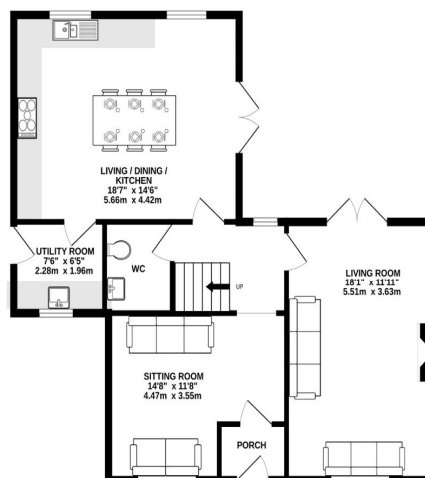 LIVING / DINING /
KITCHEN
18'7" x 14'6"
5.66m x 4.42m
UTILITY ROOM
7'6" x 6'5"
2.28m x 1.96m
WC
UP
LIVING ROOM
18'1" x 11'11"
5.51m x 3.63m
SITTING ROOM
14'8" x 11'8"
4.47m x 3.55m
PORCH